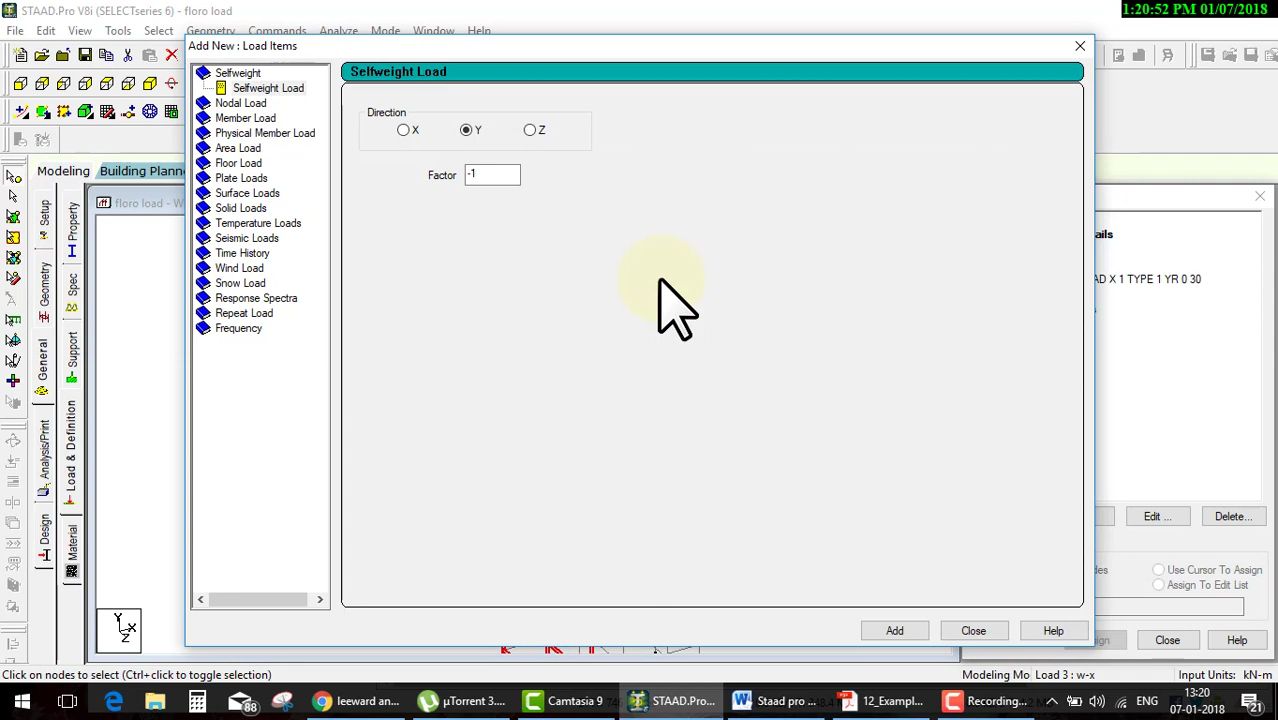 STAAD.Pro V8i (SELECTseries 6) - floro load
1:20:52 PM 01/07/2018
File Edit View Tools Select Geometry Commands Analyze Mode Window Help
Add New : Load Items
Selfweight
Selfweight Load
Nodal Load
Member Load
Physical Member Load
Area Load
Floor Load
Plate Loads
Surface Loads
Solid Loads
Temperature Loads
Seismic Loads
Time History
Wind Load
Snow Load
Response Spectra
Repeat Load
Frequency
Selfweight Load
Direction
X Y Z
Factor -1
Add Close Help
Modeling Building Planne
floro load - W
Setup
Geometry
General
Analysis/Print
Design
Property
Spec
Support
Load & Definition
Material
Y
X
Z
ails
AD X 1 TYPE 1 YR 0 30
Edit ... Delete...
des Use Cursor To Assign
Assign To Edit List
ign Close Help
Click on nodes to select (Ctrl+click to toggle selection)
Modeling Mo Load 3 : w-x Input Units: kN-m
88 leeward an... µTorrent 3.... Camtasia 9 STAAD.Pro... Staad pro ... 12_Exampl... Recording... ENG 13:20
07-01-2018 21